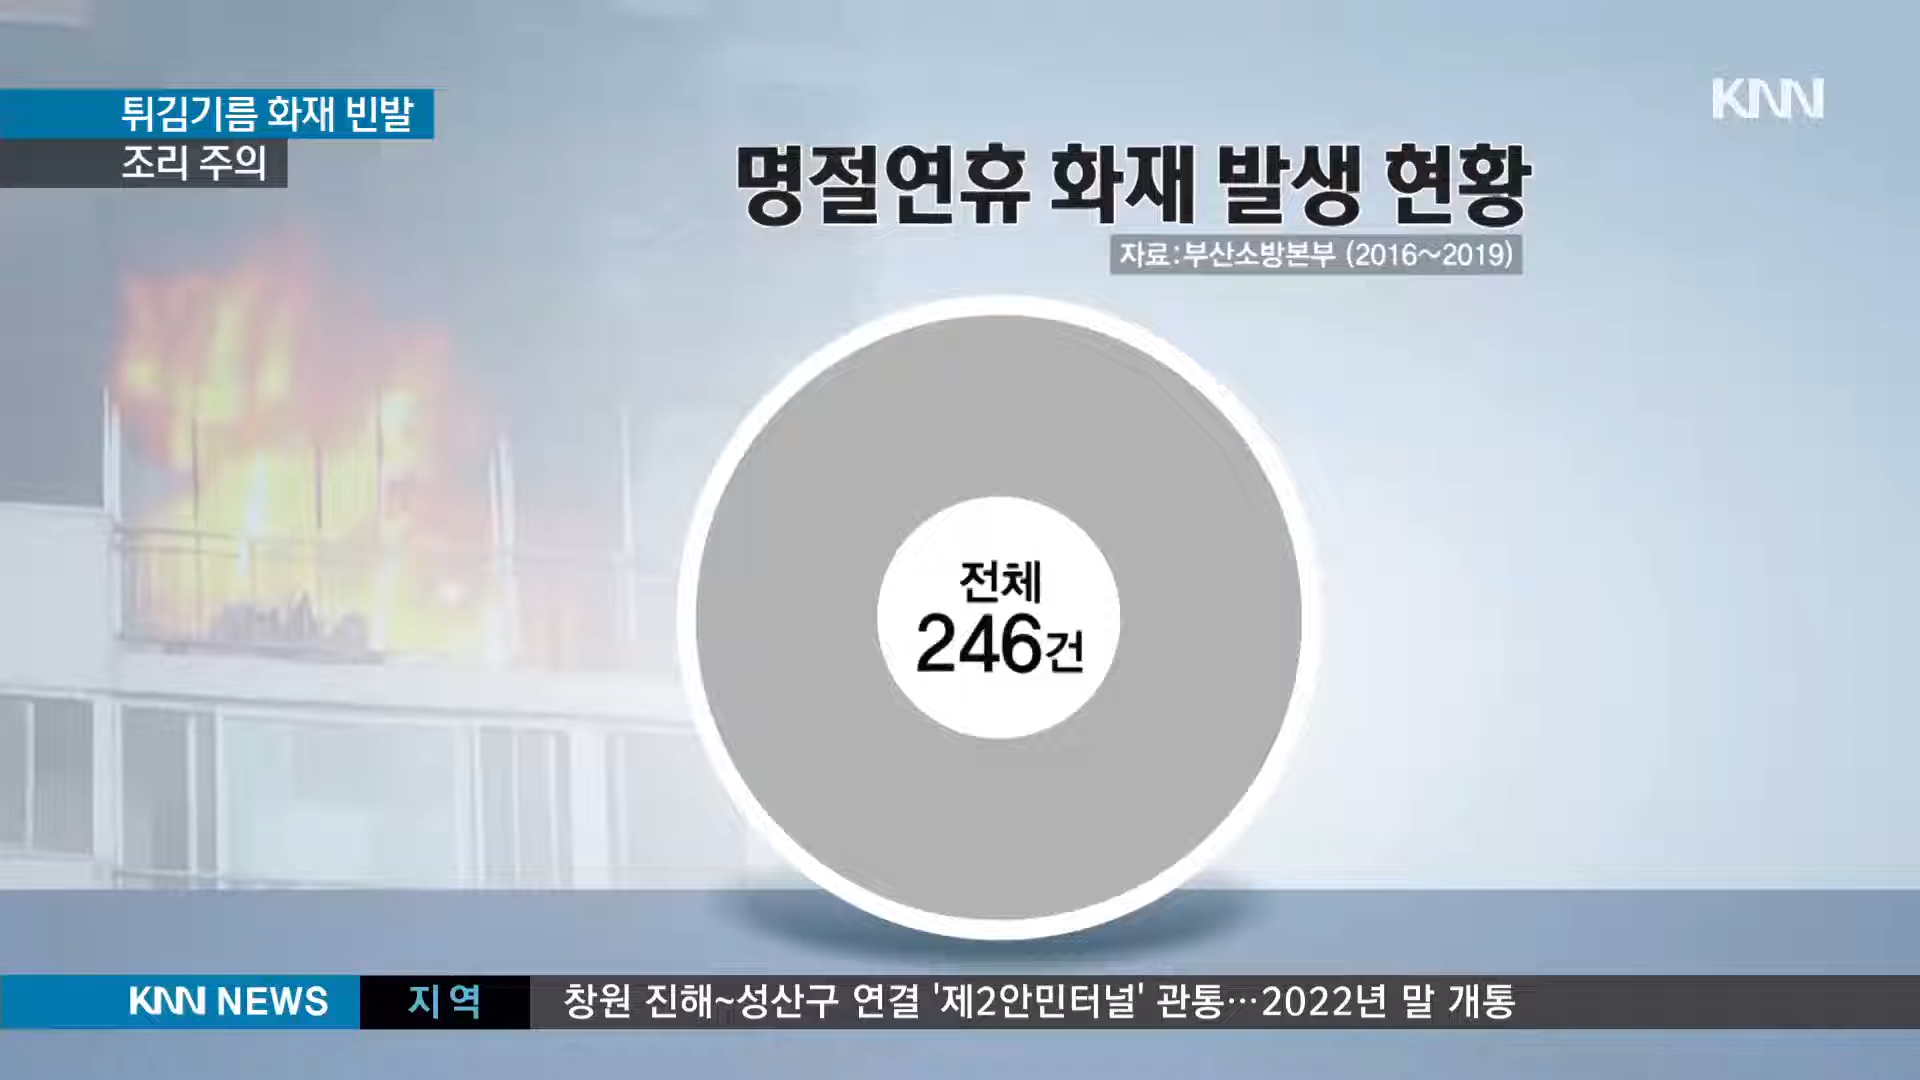 튀김기름 화재 빈발
조리 주의
KNN
명절연휴 화재 발생 현황
자료:부산소방본부 (2016~2019)
전체
246건
KNN NEWS
지역
창원 진해~성산구 연결 '제2안민터널' 관통…2022년 말 개통